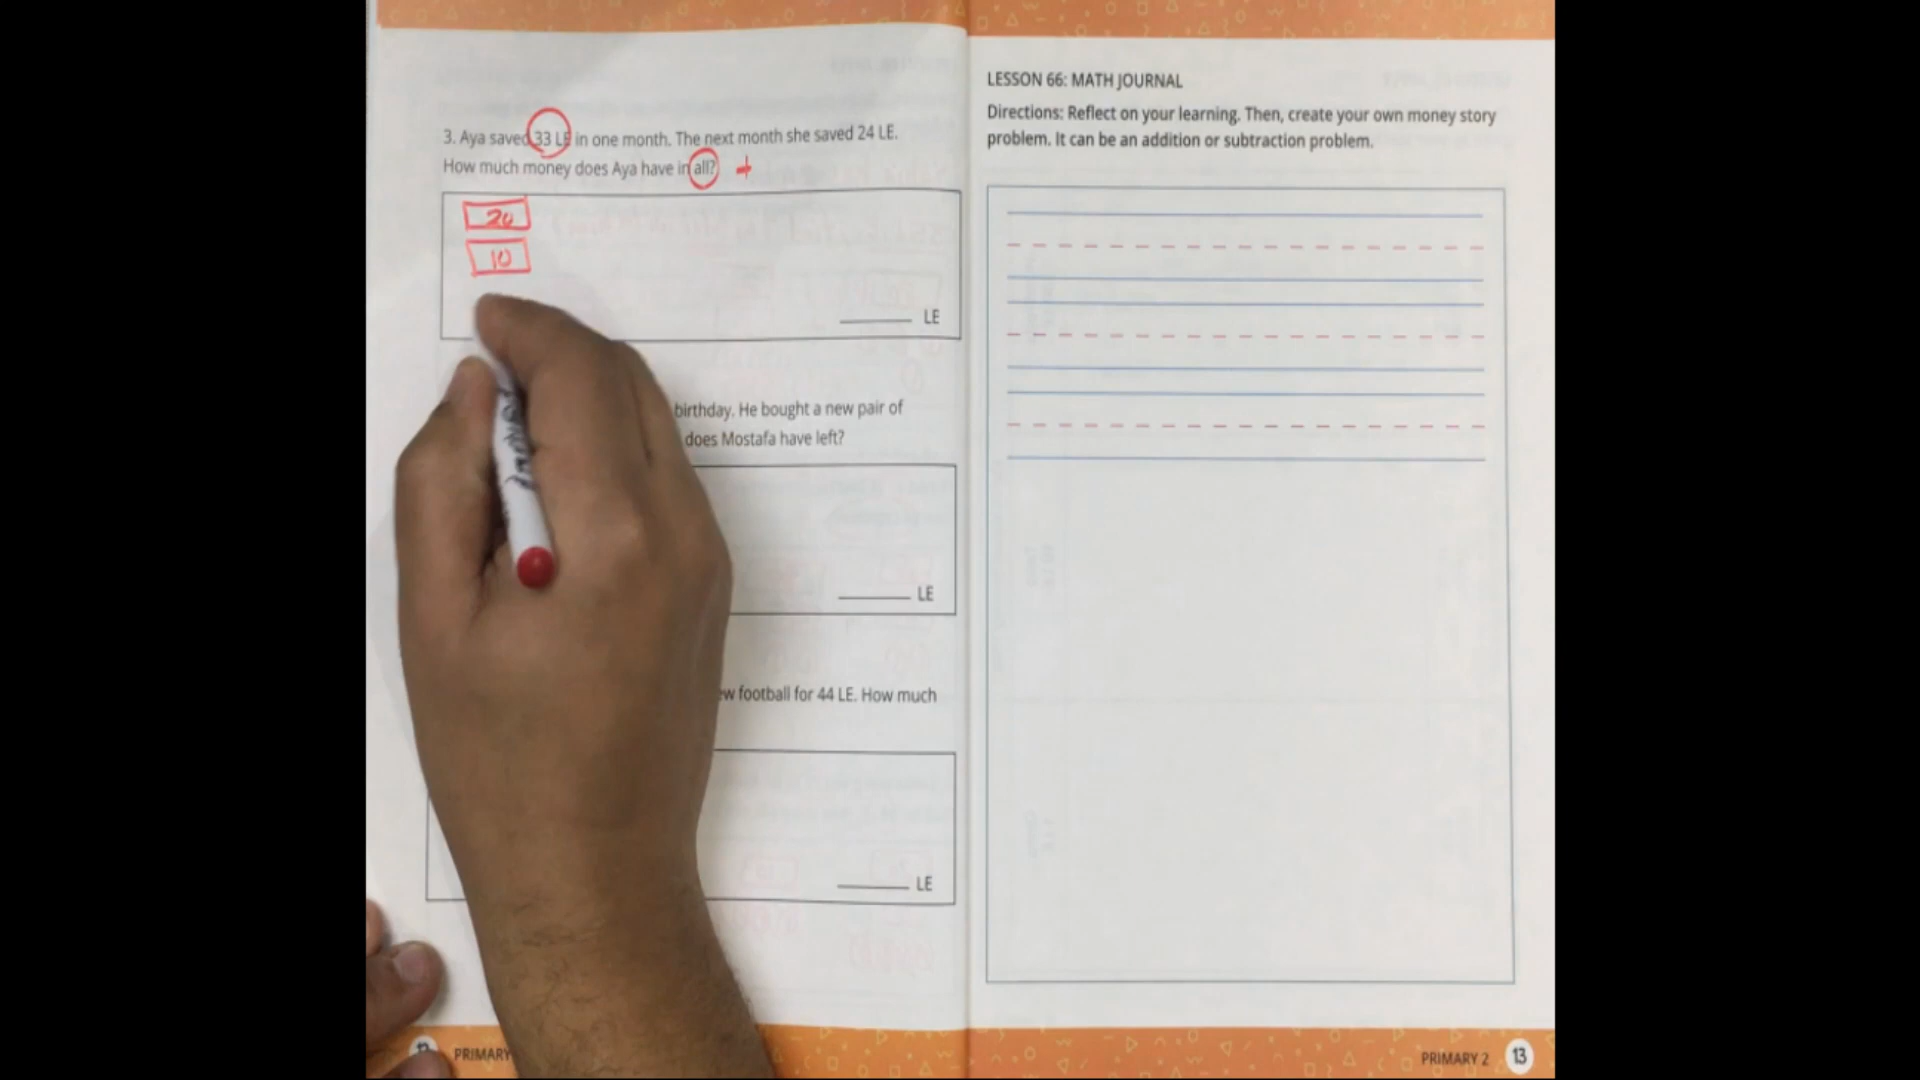 3. Aya saved 33 LE in one month. The next month she saved 24 LE.
How much money does Aya have in all? +
20
10
LE
birthday. He bought a new pair of
does Mostafa have left?
LE
football for 44 LE. How much
LE
PRIMARY
LESSON 66: MATH JOURNAL
Directions: Reflect on your learning. Then, create your own money story
problem. It can be an addition or subtraction problem.
PRIMARY 2 13